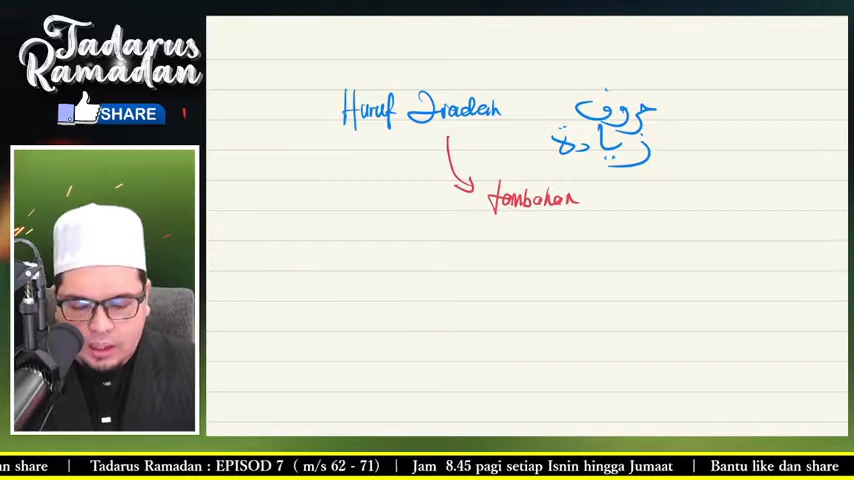 Tadarus
Ramadan
SHARE
Huruf Ziadah
حروف
زيادة
tambahan
an share | Tadarus Ramadan : EPISOD 7 ( m/s 62 - 71) | Jam 8.45 pagi setiap Isnin hingga Jumaat | Bantu like dan share